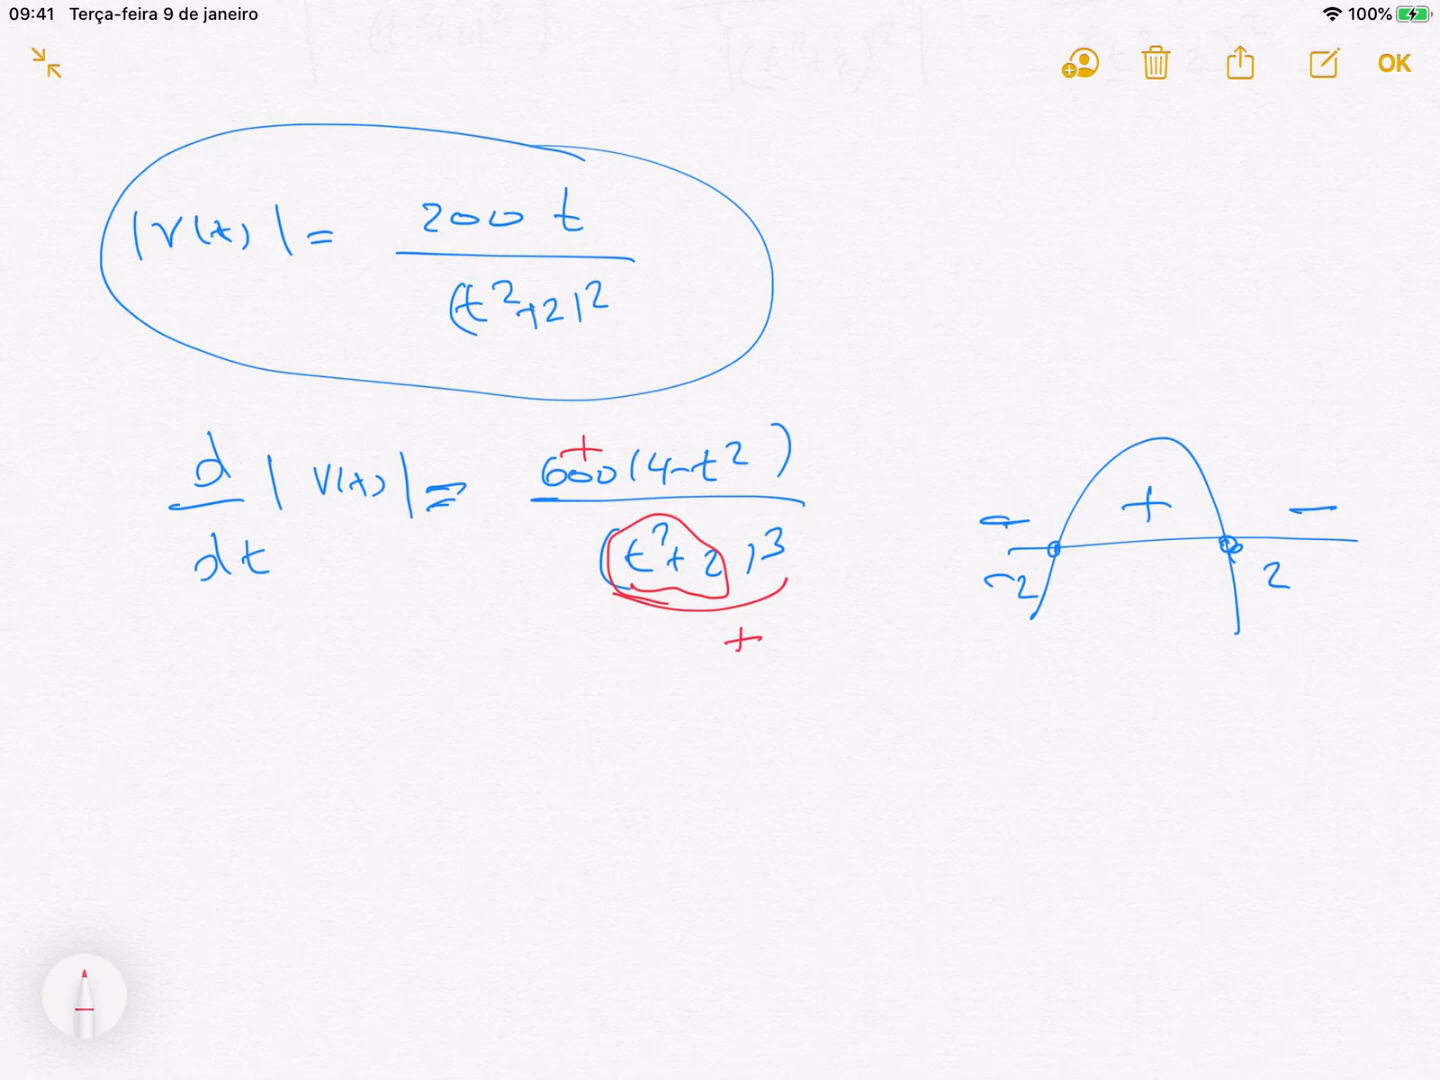 09:41 Terça-feira 9 de janeiro 100%
OK
|V(t)| = 200 t / (t²+2)²
d/dt |V(t)| = 600(4-t²) / (t²+2)³
+
+
- + -
-2 2